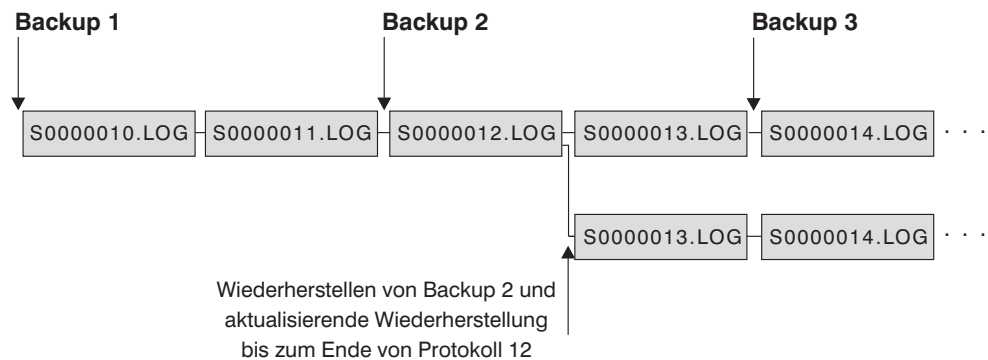 Backup 1 Backup 2 Backup 3
S0000010.LOG S0000011.LOG S0000012.LOG S0000013.LOG S0000014.LOG . . .
S0000013.LOG S0000014.LOG . . .
Wiederherstellen von Backup 2 und
aktualisierende Wiederherstellung
bis zum Ende von Protokoll 12